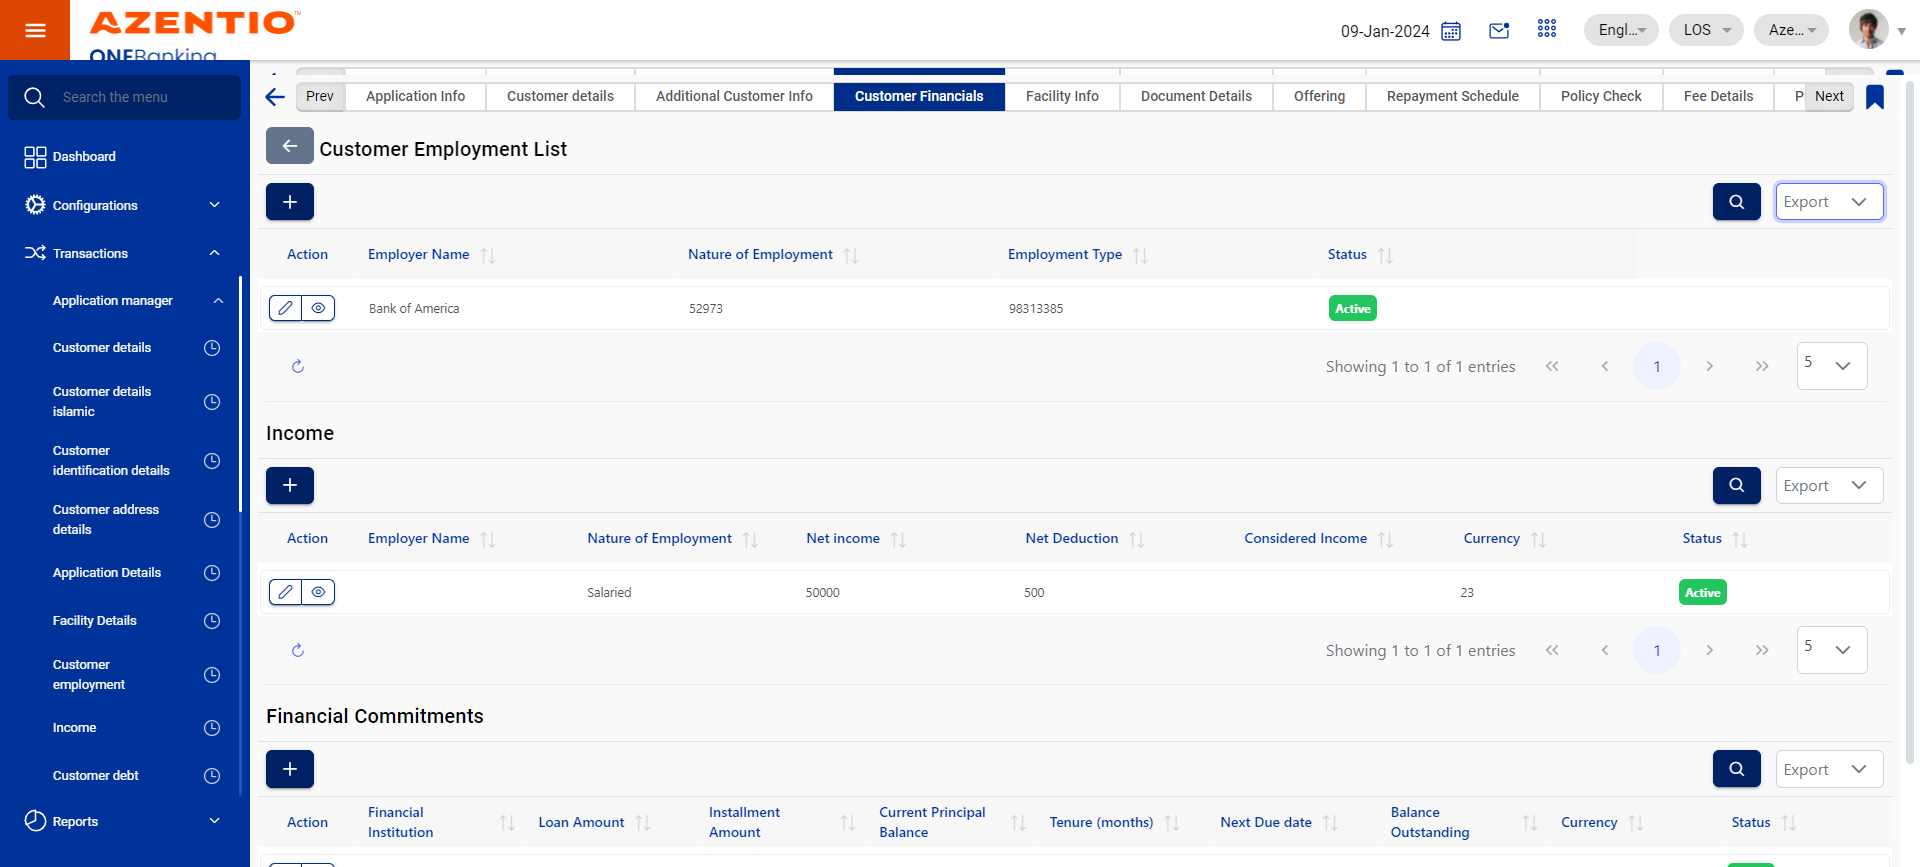 AZENTIO™
ONEBanking
09-Jan-2024
Engl...
LOS
Aze...
Search the menu
Dashboard
Configurations
Transactions
Application manager
Customer details
Customer details
islamic
Customer
identification details
Customer address
details
Application Details
Facility Details
Customer
employment
Income
Customer debt
Reports
Prev Application Info Customer details Additional Customer Info Customer Financials Facility Info Document Details Offering Repayment Schedule Policy Check Fee Details P Next
Customer Employment List
Export
Action Employer Name Nature of Employment Employment Type Status
Bank of America 52973 98313385 Active
Showing 1 to 1 of 1 entries 1 5
Income
Export
Action Employer Name Nature of Employment Net income Net Deduction Considered Income Currency Status
Salaried 50000 500 23 Active
Showing 1 to 1 of 1 entries 1 5
Financial Commitments
Export
Action Financial Institution Loan Amount Installment Amount Current Principal Balance Tenure (months) Next Due date Balance Outstanding Currency Status